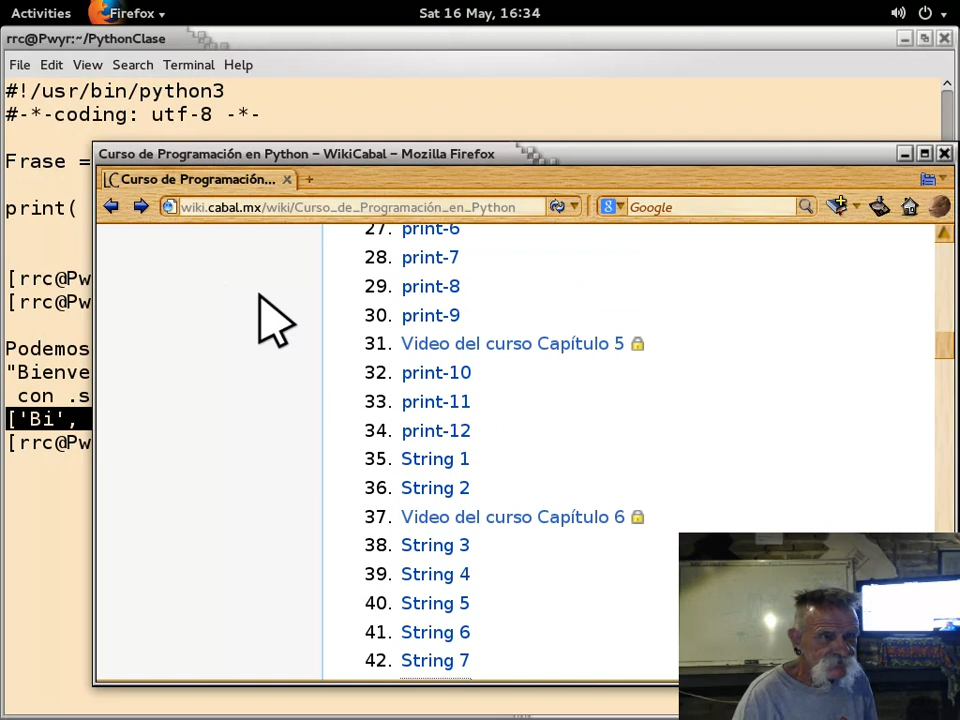 Activities Firefox Sat 16 May, 16:34
rrc@Pwyr:~/PythonClase
File Edit View Search Terminal Help
#!/usr/bin/python3
#-*-coding: utf-8 -*-
Frase =
print(
[rrc@Pw
[rrc@Pw
Podemos
"Bienve
con .s
['Bi',
[rrc@Pw
Curso de Programación en Python – WikiCabal – Mozilla Firefox
Curso de Programación...
wiki.cabal.mx/wiki/Curso_de_Programación_en_Python
Google
27. print-6
28. print-7
29. print-8
30. print-9
31. Video del curso Capítulo 5
32. print-10
33. print-11
34. print-12
35. String 1
36. String 2
37. Video del curso Capítulo 6
38. String 3
39. String 4
40. String 5
41. String 6
42. String 7